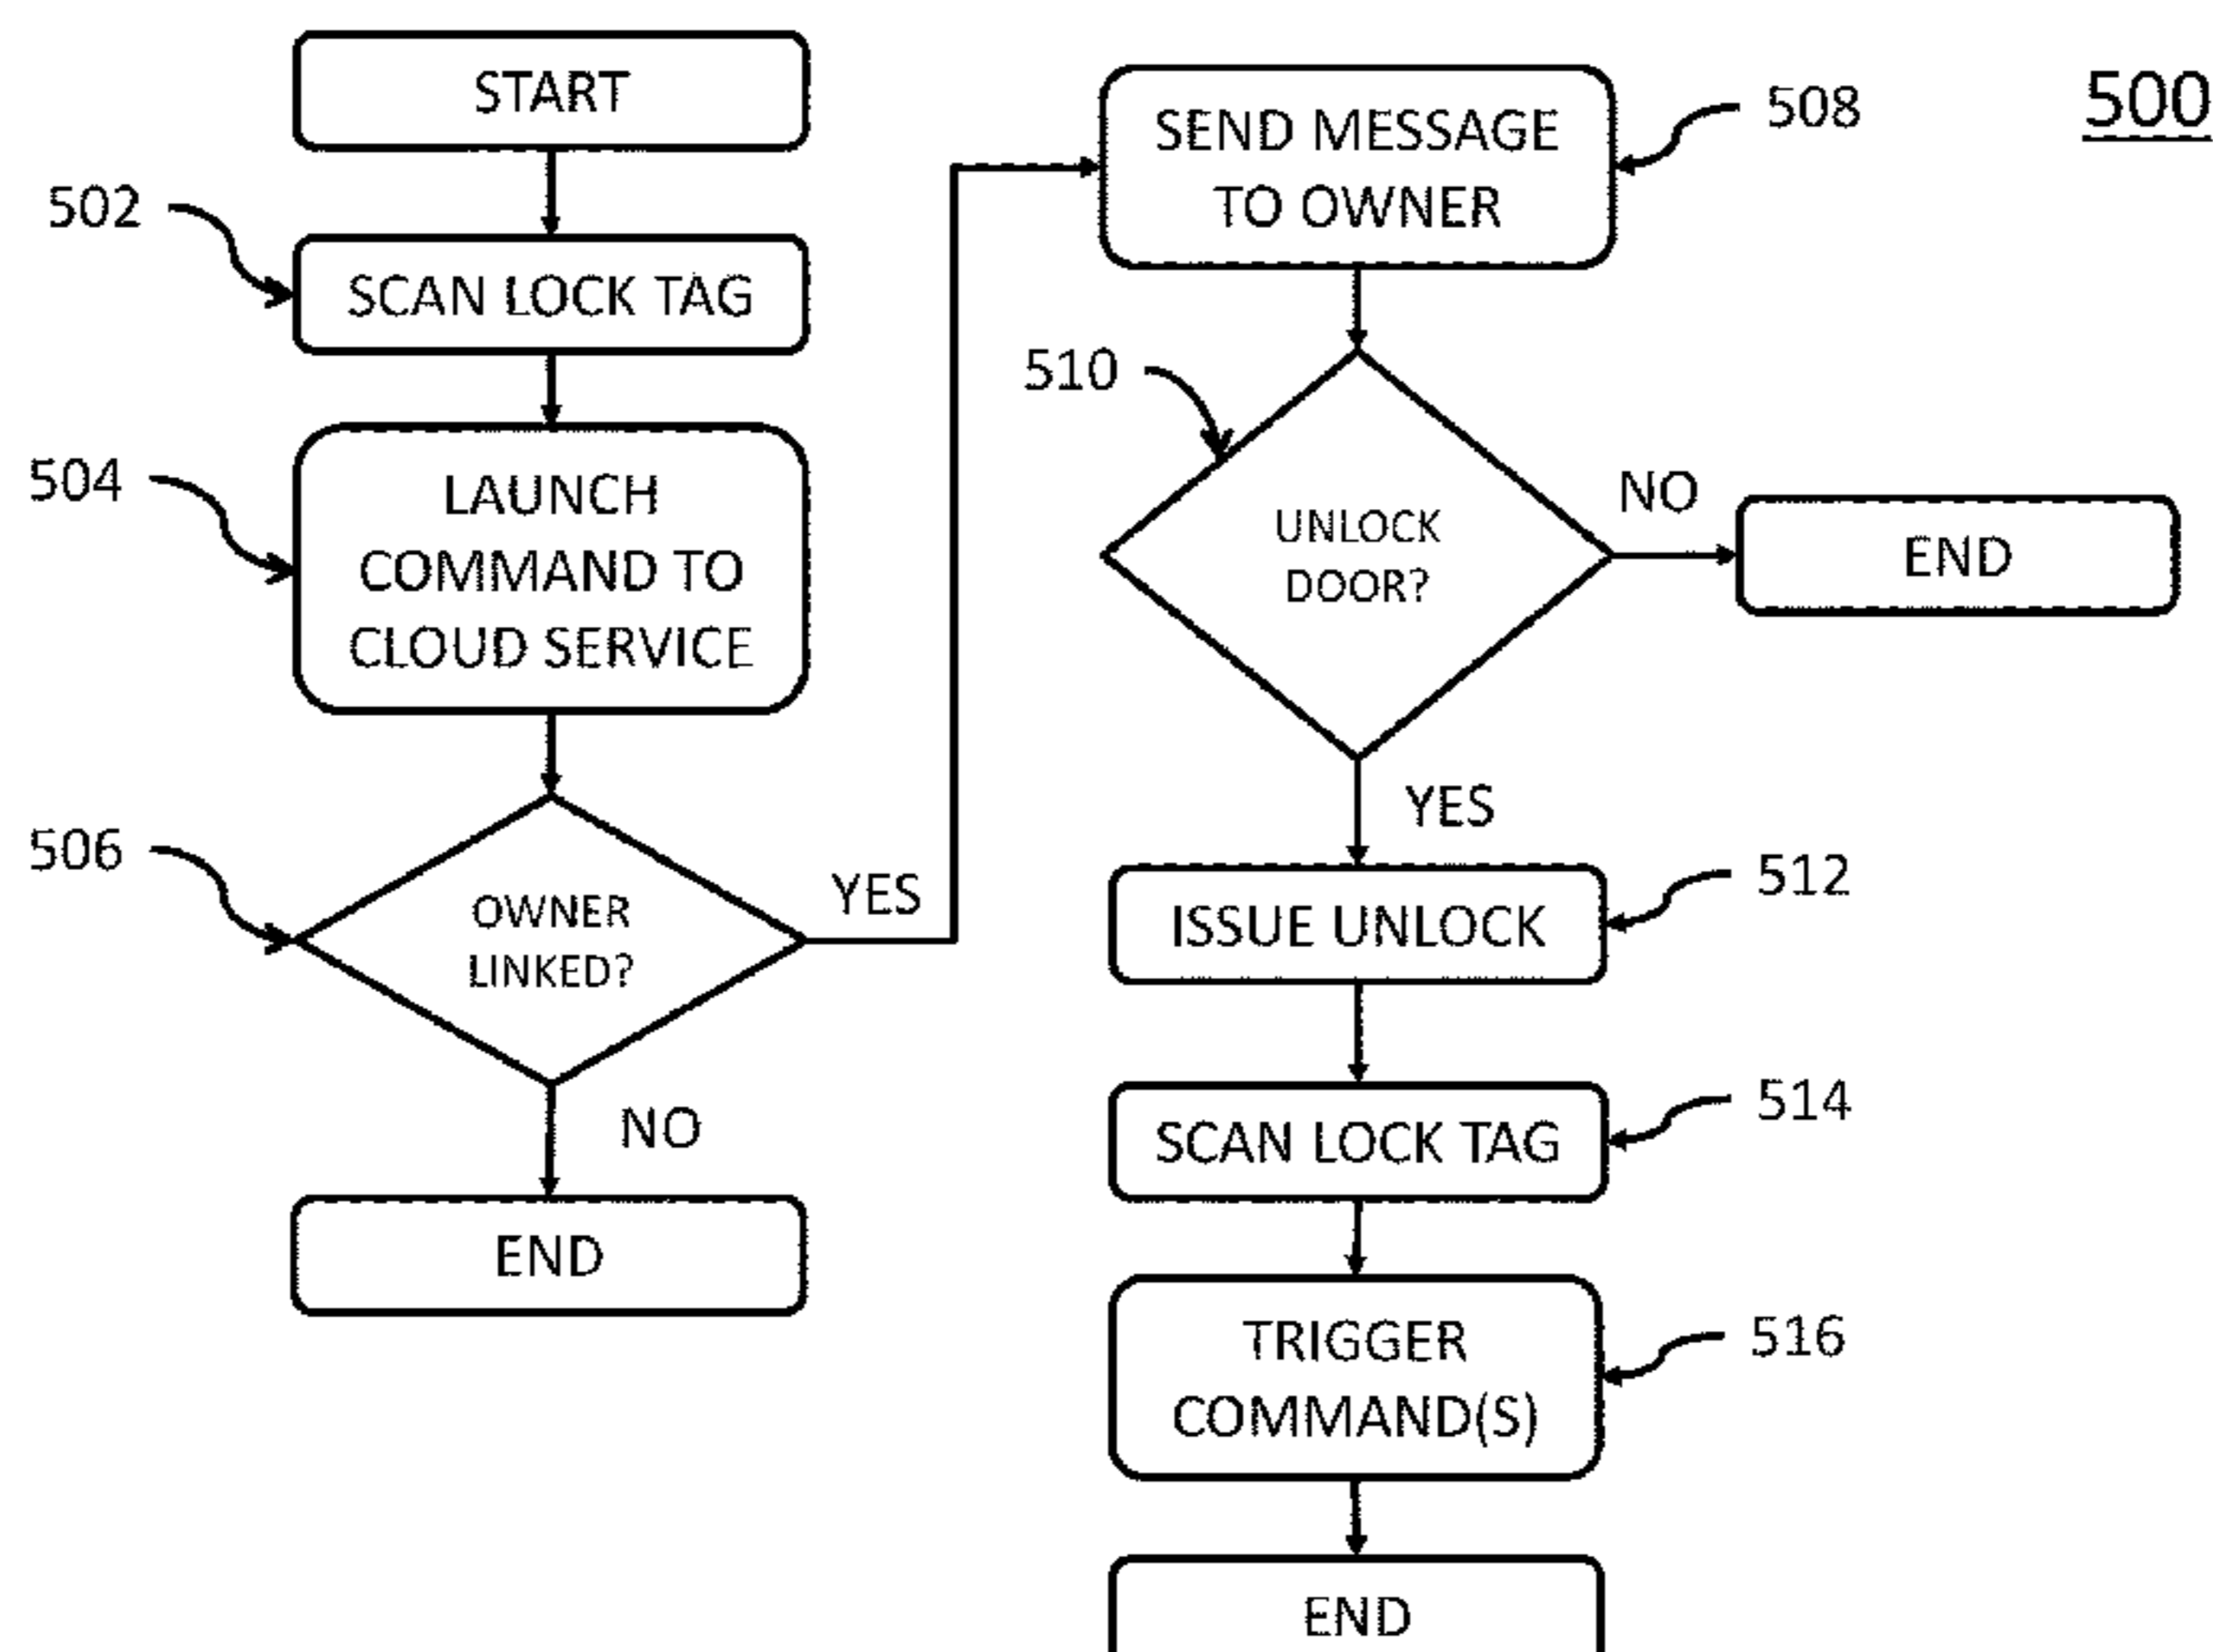 START
502
SCAN LOCK TAG
504
LAUNCH
COMMAND TO
CLOUD SERVICE
506
OWNER
LINKED?
YES
NO
END
500
SEND MESSAGE
TO OWNER
508
510
UNLOCK
DOOR?
NO
END
YES
ISSUE UNLOCK
512
SCAN LOCK TAG
514
TRIGGER
COMMAND(S)
516
END